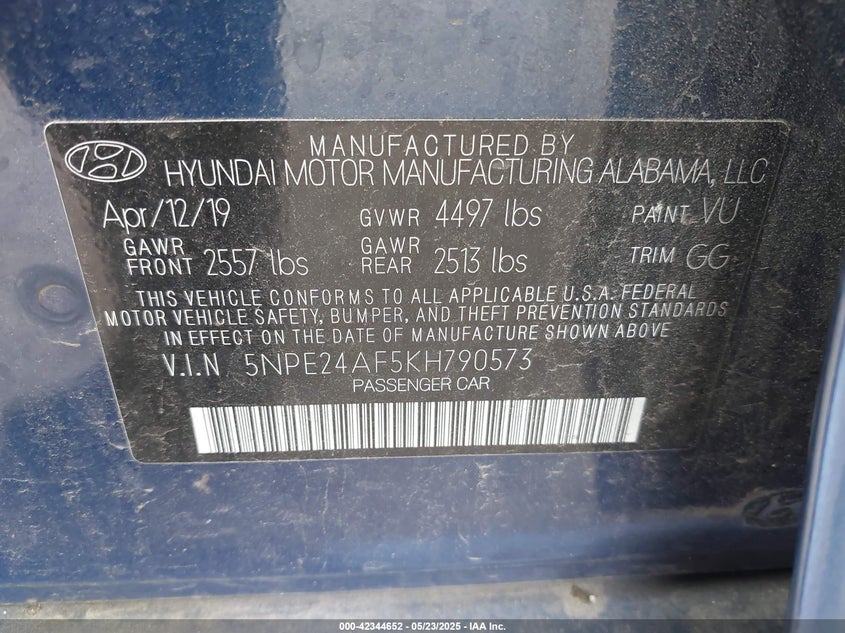 MANUFACTURED BY
HYUNDAI MOTOR MANUFACTURING ALABAMA, LLC
Apr/12/19 GVWR 4497 lbs PAINT VU
GAWR FRONT 2557 lbs GAWR REAR 2513 lbs TRIM GG
THIS VEHICLE CONFORMS TO ALL APPLICABLE U.S.A. FEDERAL
MOTOR VEHICLE SAFETY, BUMPER, AND THEFT PREVENTION STANDARDS
IN EFFECT ON THE DATE OF MANUFACTURE SHOWN ABOVE.
V.I.N 5NPE24AF5KH790573
PASSENGER CAR
000-42344652 - 05/23/2025 - IAA Inc.